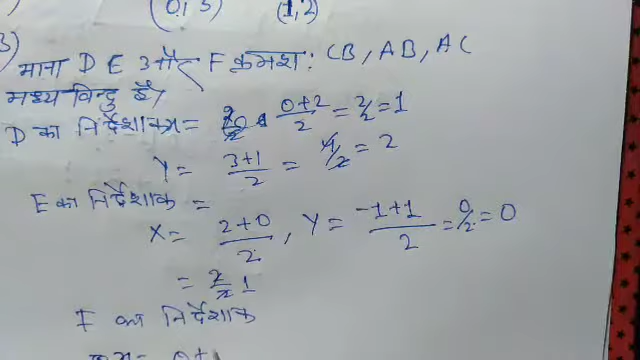 (0,3) (1,2)
3)
माना D E और F क्रमश: CB, AB, AC
मध्य बिन्दु है।
D का निर्देशांक x = 0+2/2 = 2/2 = 1
Y = 3+1/2 = 4/2 = 2
E का निर्देशांक =
X = 2+0/2, Y = -1+1/2 = 0/2 = 0
= 2/2 1
F का निर्देशांक
x = 0+